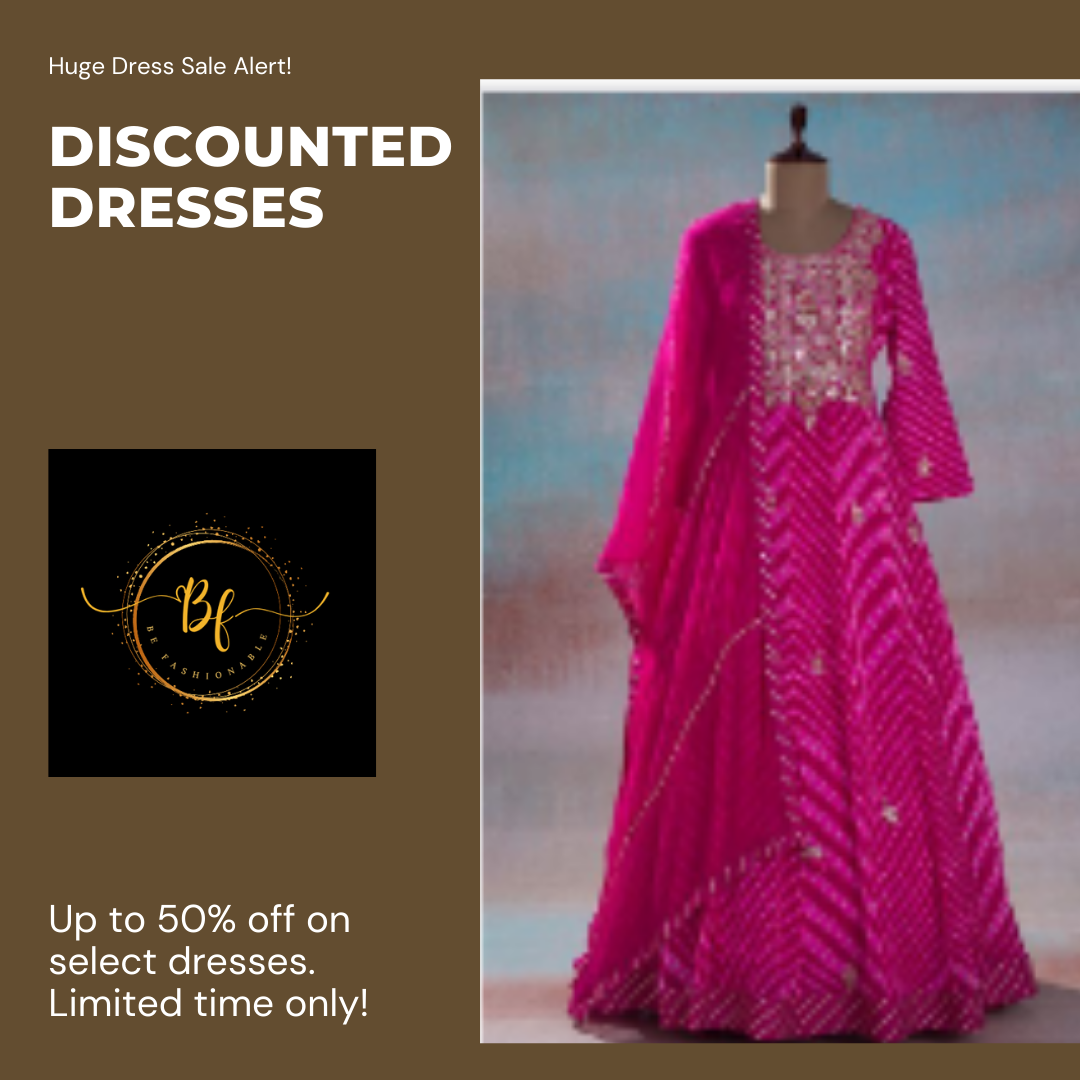 Huge Dress Sale Alert!
DISCOUNTED
DRESSES
Bf
BE FASHIONABLE
Up to 50% off on
select dresses.
Limited time only!